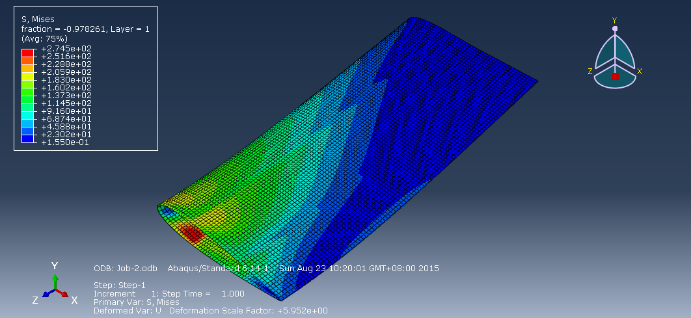 S, Mises
fraction = -0.978261, Layer = 1
(Avg: 75%)
+2.745e+02
+2.516e+02
+2.288e+02
+2.059e+02
+1.830e+02
+1.602e+02
+1.373e+02
+1.145e+02
+9.160e+01
+6.874e+01
+4.588e+01
+2.302e+01
+1.550e-01
Y
Z
X
Y
Z
X
ODB: Job-2.odb Abaqus/Standard 6.14-1 Sun Aug 23 10:20:01 GMT+08:00 2015
Step: Step-1
Increment 1: Step Time = 1.000
Primary Var: S, Mises
Deformed Var: U Deformation Scale Factor: +5.952e+00